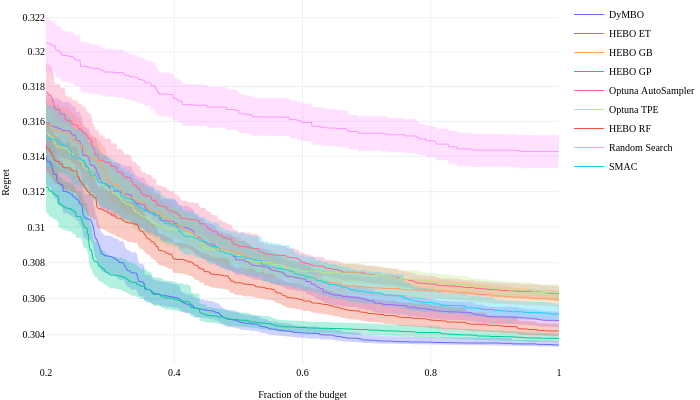 0.322
0.32
0.318
0.316
0.314
0.312
0.31
0.308
0.306
0.304
Regret
0.2
0.4
0.6
0.8
1
Fraction of the budget
DyMBO
HEBO ET
HEBO GB
HEBO GP
Optuna AutoSampler
Optuna TPE
HEBO RF
Random Search
SMAC